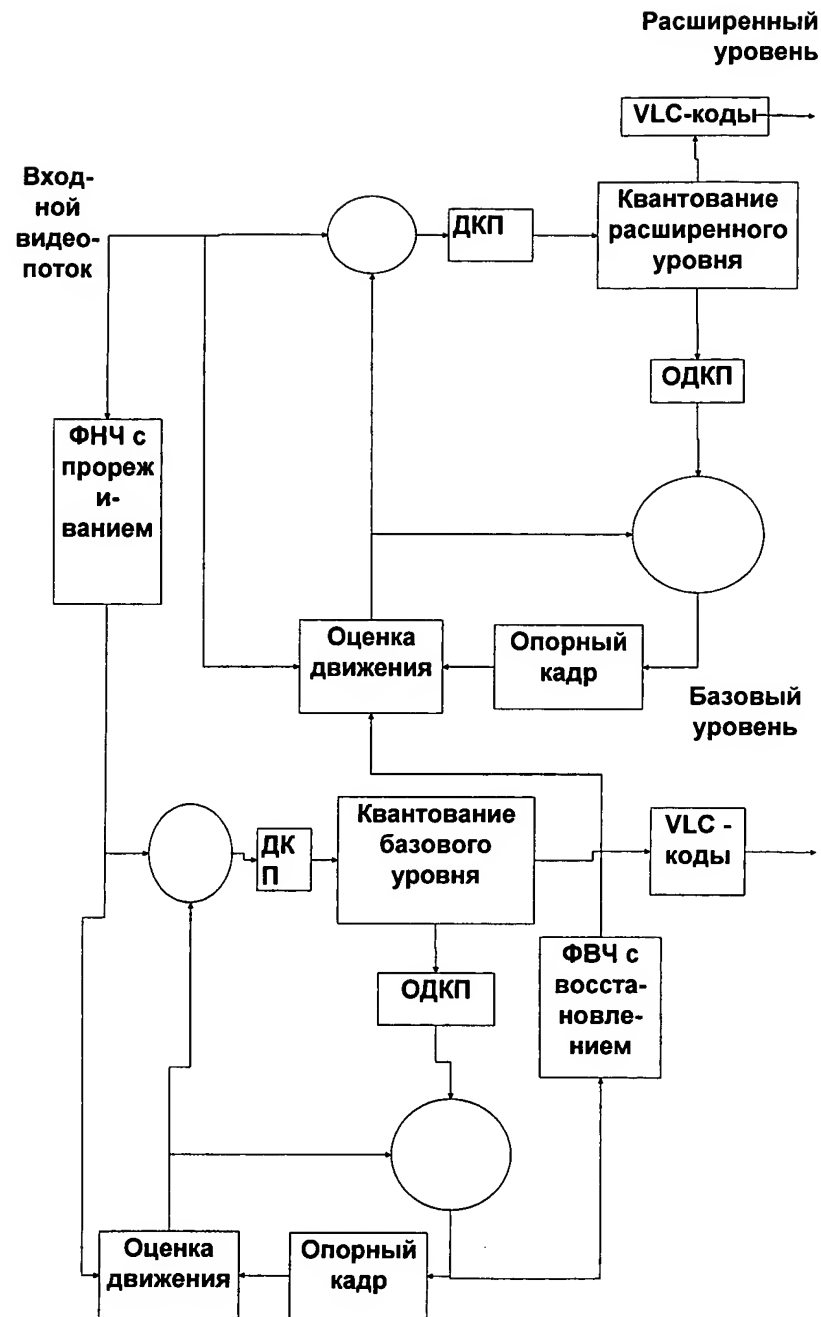 Расширенный
уровень
VLC-коды
Вход-
ной
видео-
поток
ДКП
Квантование
расширенного
уровня
ОДКП
ФНЧ с
прореж
и-
ванием
Оценка
движения
Опорный
кадр
Базовый
уровень
ДК
П
Квантование
базового
уровня
VLC -
коды
ОДКП
ФВЧ с
восста-
новле-
нием
Оценка
движения
Опорный
кадр